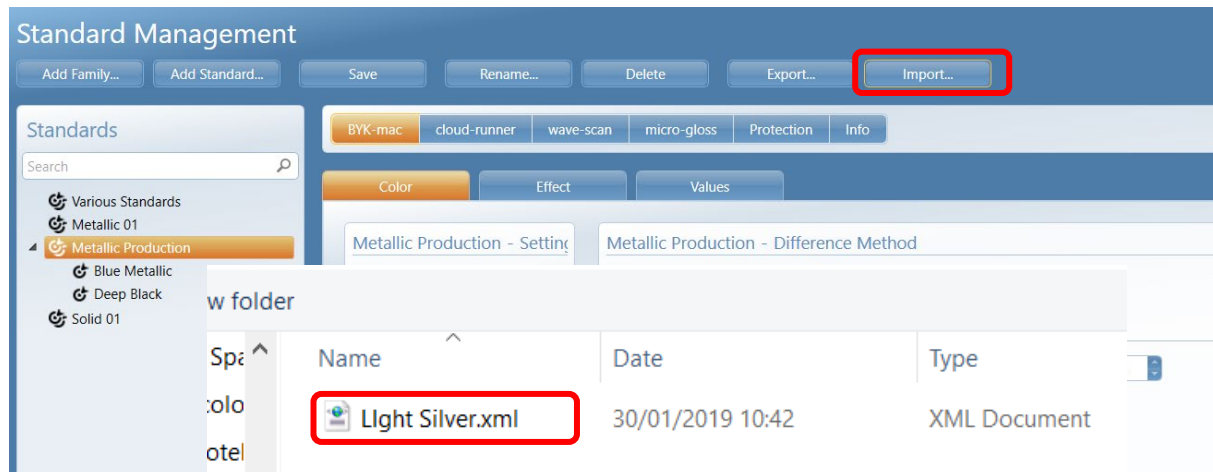 Standard Management
Add Family... Add Standard... Save Rename... Delete Export... Import...
Standards
BYK-mac cloud-runner wave-scan micro-gloss Protection Info
Search
Color Effect Values
Various Standards
Metallic 01
Metallic Production
Blue Metallic
Deep Black
Solid 01
Metallic Production - Setting
Metallic Production - Difference Method
w folder
Spa
Name Date Type
colo
LIght Silver.xml 30/01/2019 10:42 XML Document
otel